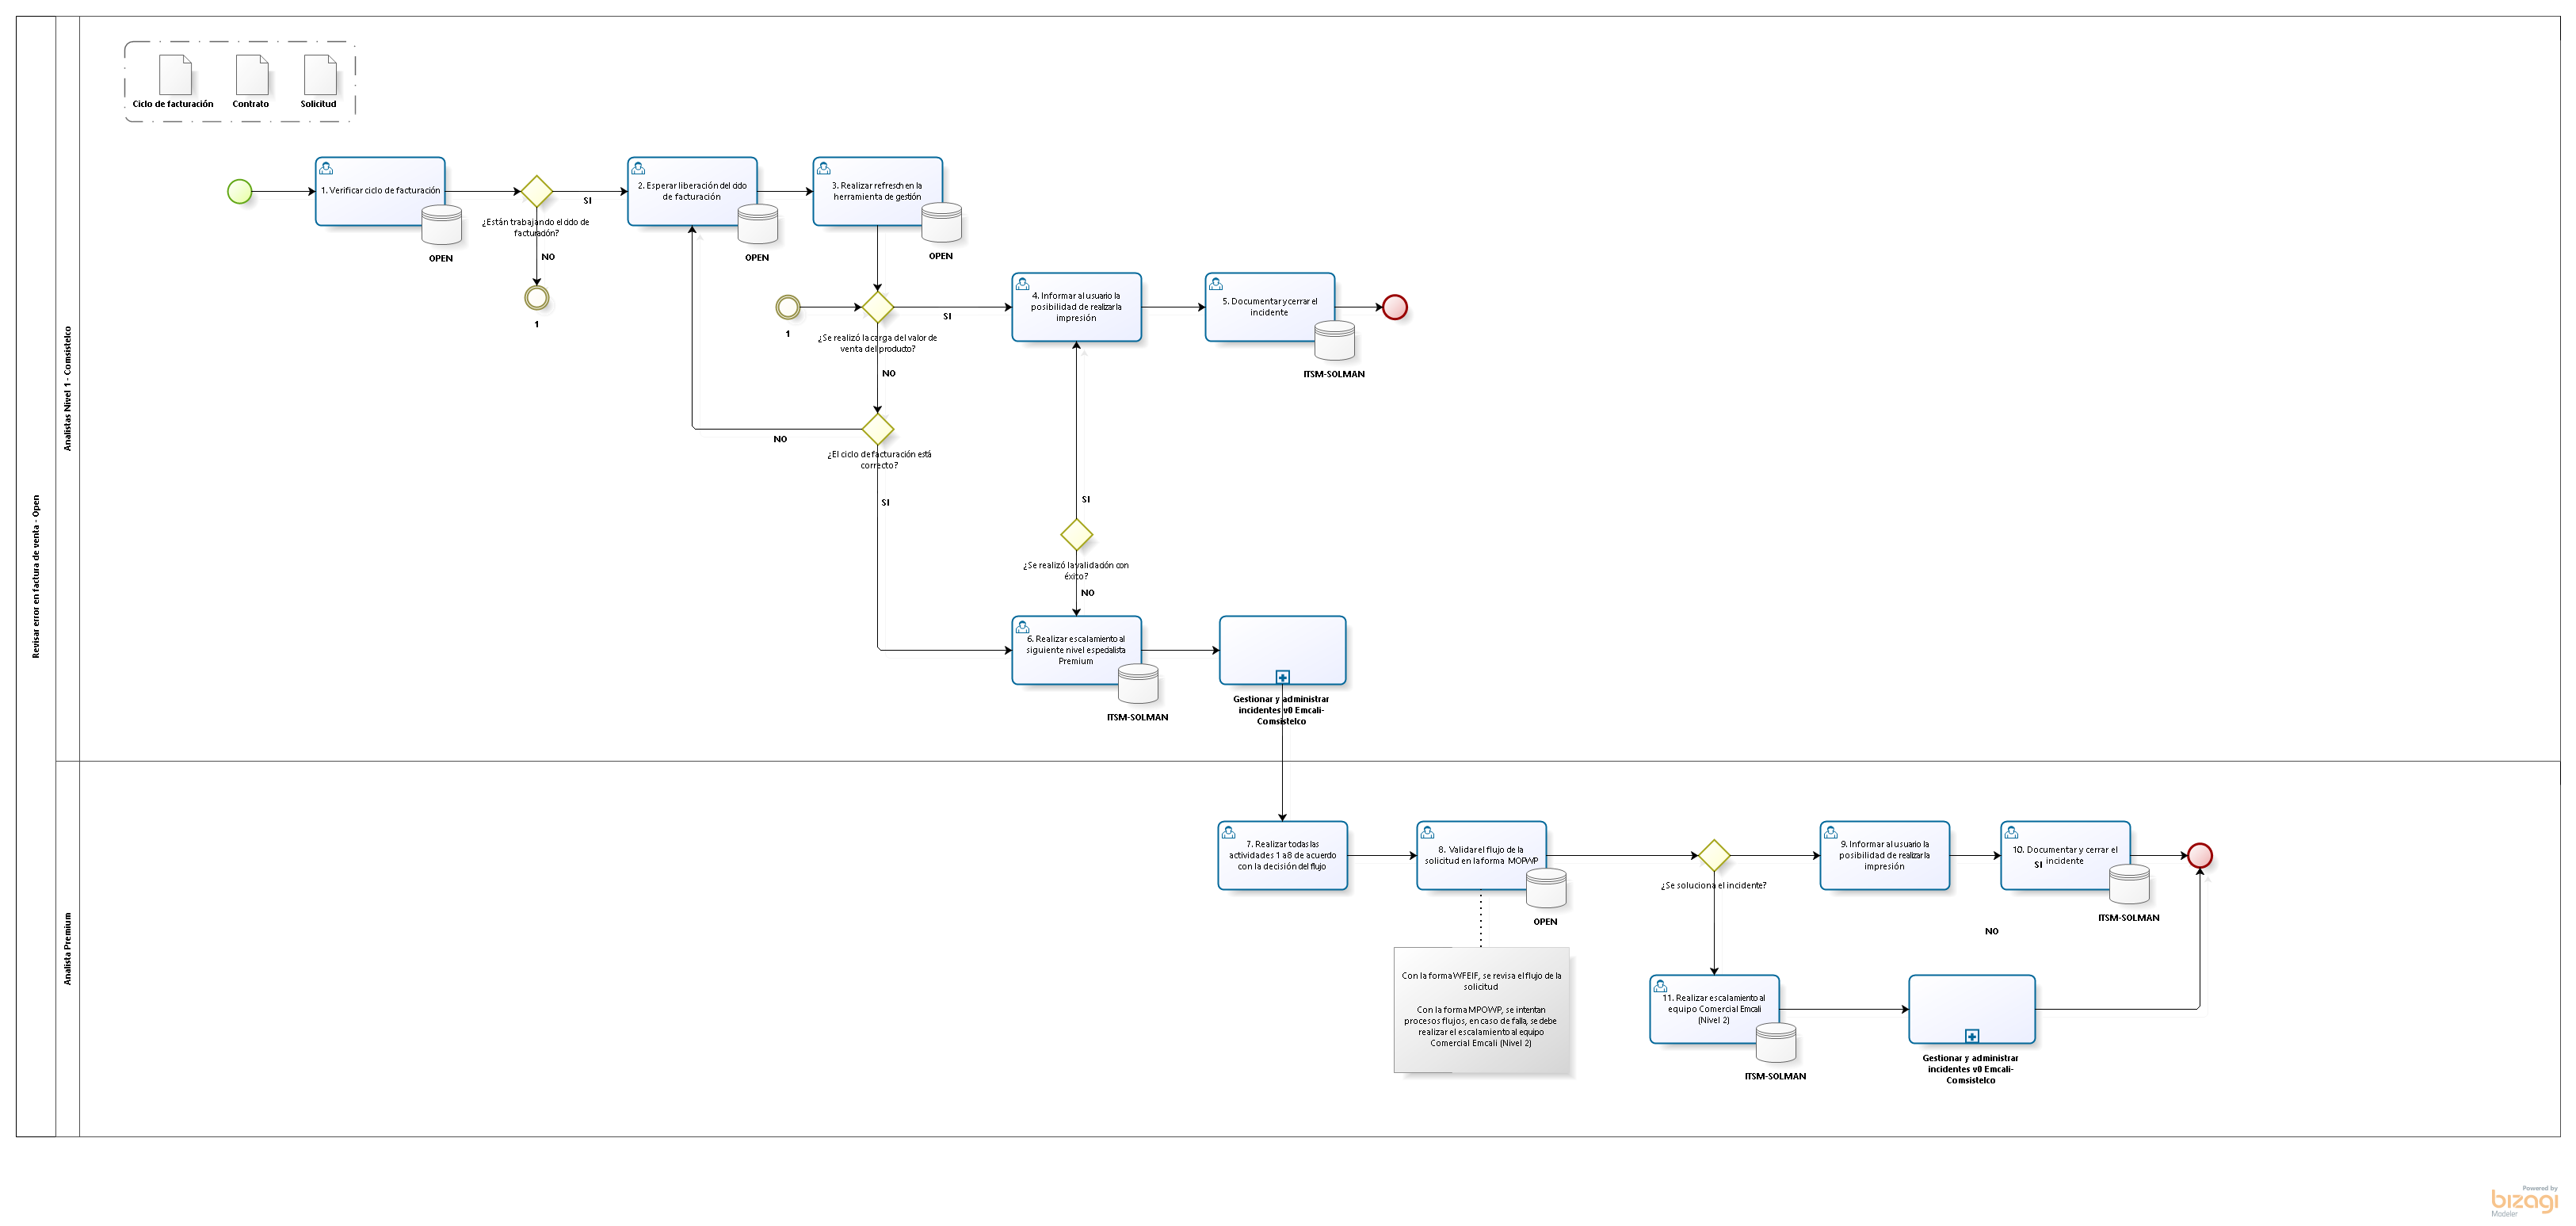 Revisar error en factura de venta - Open
Analistas Nivel 1 - Comsistelco
Ciclo de facturación
Contrato
Solicitud
1. Verificar ciclo de facturación
OPEN
¿Están trabajando el ciclo de
facturación?
SI
NO
1
2. Esperar liberación del ciclo
de facturación
OPEN
3. Realizar refresch en la
herramienta de gestión
OPEN
1
¿Se realizó la carga del valor de
venta del producto?
SI
NO
4. Informar al usuario la
posibilidad de realizar la
impresión
5. Documentar y cerrar el
incidente
ITSM-SOLMAN
¿El ciclo de facturación está
correcto?
NO
SI
SI
¿Se realizó la validación con
éxito?
NO
6. Realizar escalamiento al
siguiente nivel especialista
Premium
ITSM-SOLMAN
Gestionar y administrar
incidentes v0 Emcali-
Comsistelco
Analista Premium
7. Realizar todas las
actividades 1 a 8 de acuerdo
con la decisión del flujo
8. Validar el flujo de la
solicitud en la forma MOPWP
OPEN
¿Se soluciona el incidente?
9. Informar al usuario la
posibilidad de realizar la
impresión
10. Documentar y cerrar el
incidente
SI
ITSM-SOLMAN
NO
Con la forma WFEIF, se revisa el flujo de la
solicitud
Con la forma MPOWP, se intentan
procesos flujos, en caso de falla, se debe
realizar el escalamiento al equipo
Comercial Emcali (Nivel 2)
11. Realizar escalamiento al
equipo Comercial Emcali
(Nivel 2)
ITSM-SOLMAN
Gestionar y administrar
incidentes v0 Emcali-
Comsistelco
Powered by
bizagi
Modeler